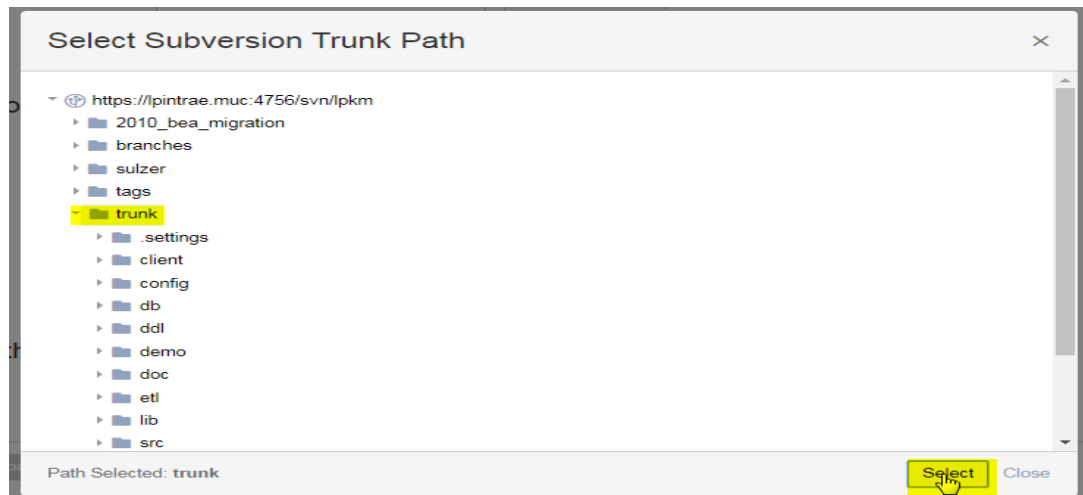 Select Subversion Trunk Path
https://lpintrae.muc:4756/svn/lpkm
2010_bea_migration
branches
sulzer
tags
trunk
.settings
client
config
db
ddl
demo
doc
etl
lib
src
Path Selected: trunk
Select Close